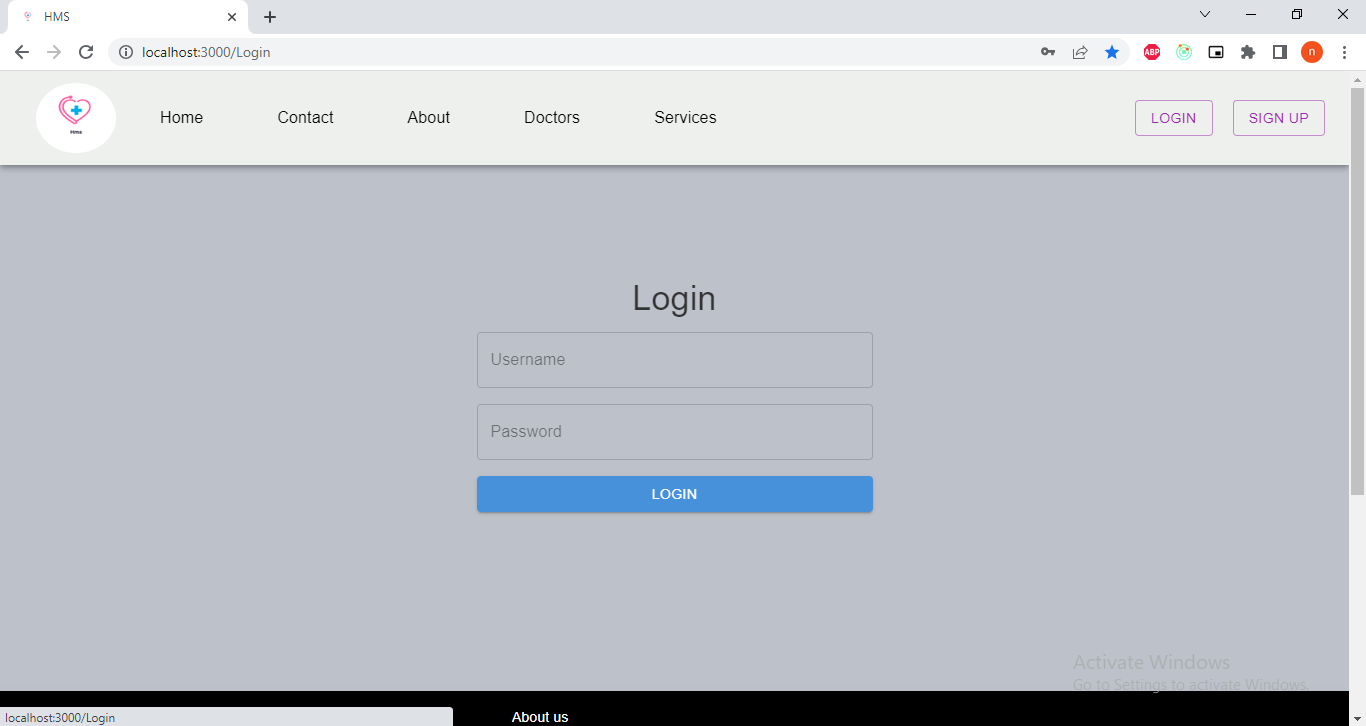 HMS
localhost:3000/Login
ABP
n
Hms
Home
Contact
About
Doctors
Services
LOGIN
SIGN UP
Login
Username
Password
LOGIN
Activate Windows
Go to Settings to activate Windows.
localhost:3000/Login
About us